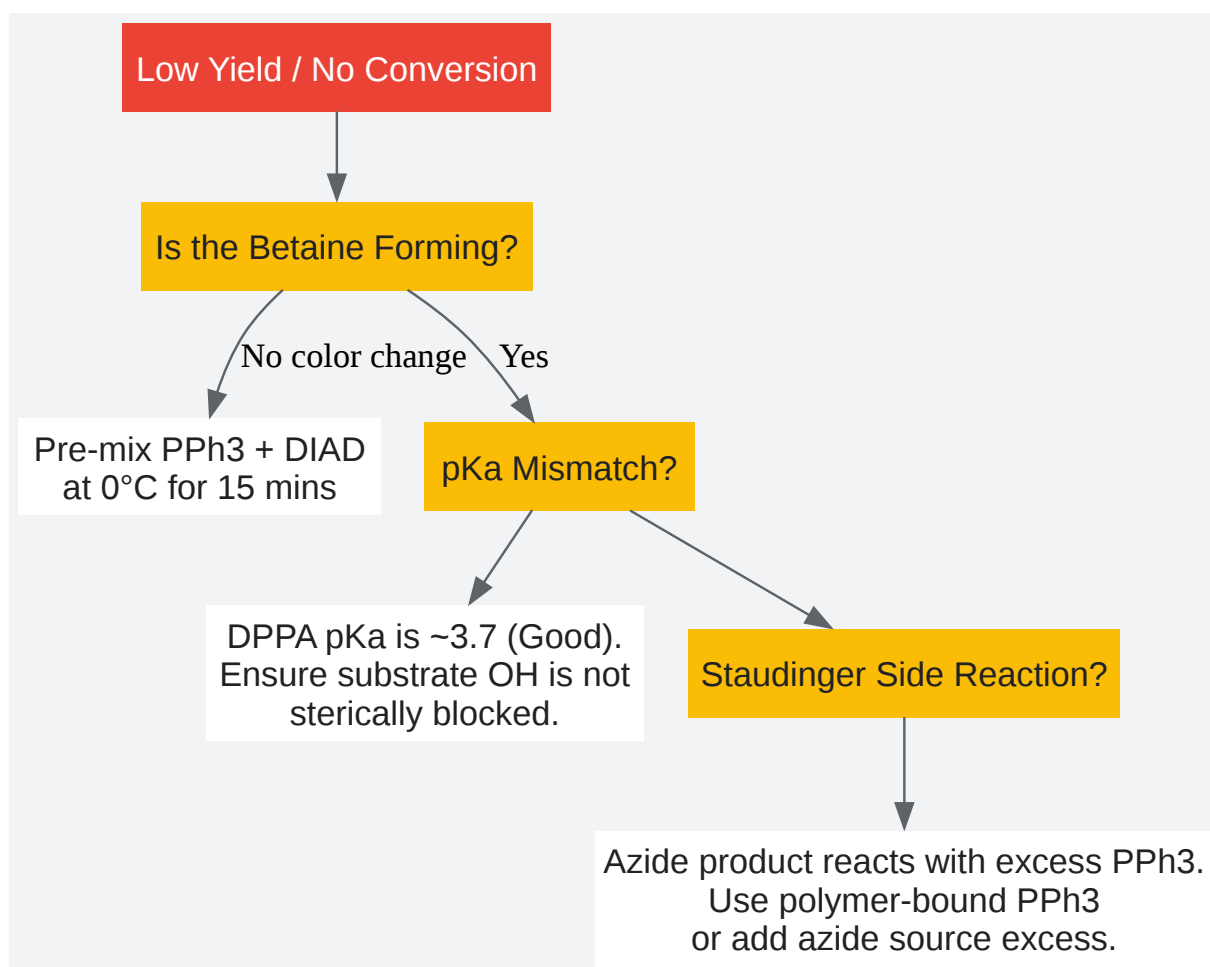 Low Yield / No Conversion
Is the Betaine Forming?
No color change
Yes
Pre-mix PPh3 + DIAD
at 0°C for 15 mins
pKa Mismatch?
DPPA pKa is ~3.7 (Good).
Ensure substrate OH is not
sterically blocked.
Staudinger Side Reaction?
Azide product reacts with excess PPh3.
Use polymer-bound PPh3
or add azide source excess.